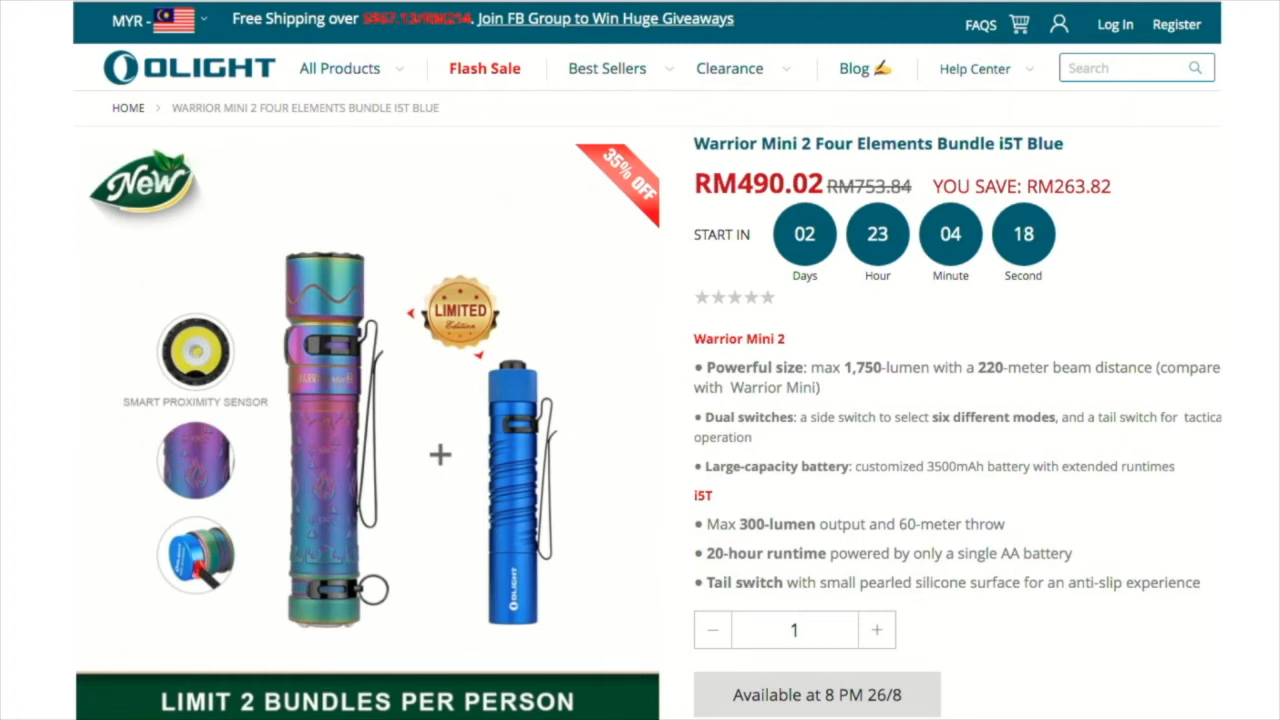 MYR -
Free Shipping over S$67.13/RM214. Join FB Group to Win Huge Giveaways
FAQS
Log In
Register
OLIGHT
All Products
Flash Sale
Best Sellers
Clearance
Blog
Help Center
Search
HOME > WARRIOR MINI 2 FOUR ELEMENTS BUNDLE I5T BLUE
New
35% OFF
LIMITED
Edition
SMART PROXIMITY SENSOR
+
OLIGHT
LIMIT 2 BUNDLES PER PERSON
Warrior Mini 2 Four Elements Bundle i5T Blue
RM490.02 RM753.84 YOU SAVE: RM263.82
START IN 02 23 04 18
Days Hour Minute Second
Warrior Mini 2
● Powerful size: max 1,750-lumen with a 220-meter beam distance (compare
with Warrior Mini)
● Dual switches: a side switch to select six different modes, and a tail switch for tactica
operation
● Large-capacity battery: customized 3500mAh battery with extended runtimes
i5T
● Max 300-lumen output and 60-meter throw
● 20-hour runtime powered by only a single AA battery
● Tail switch with small pearled silicone surface for an anti-slip experience
− 1 +
Available at 8 PM 26/8